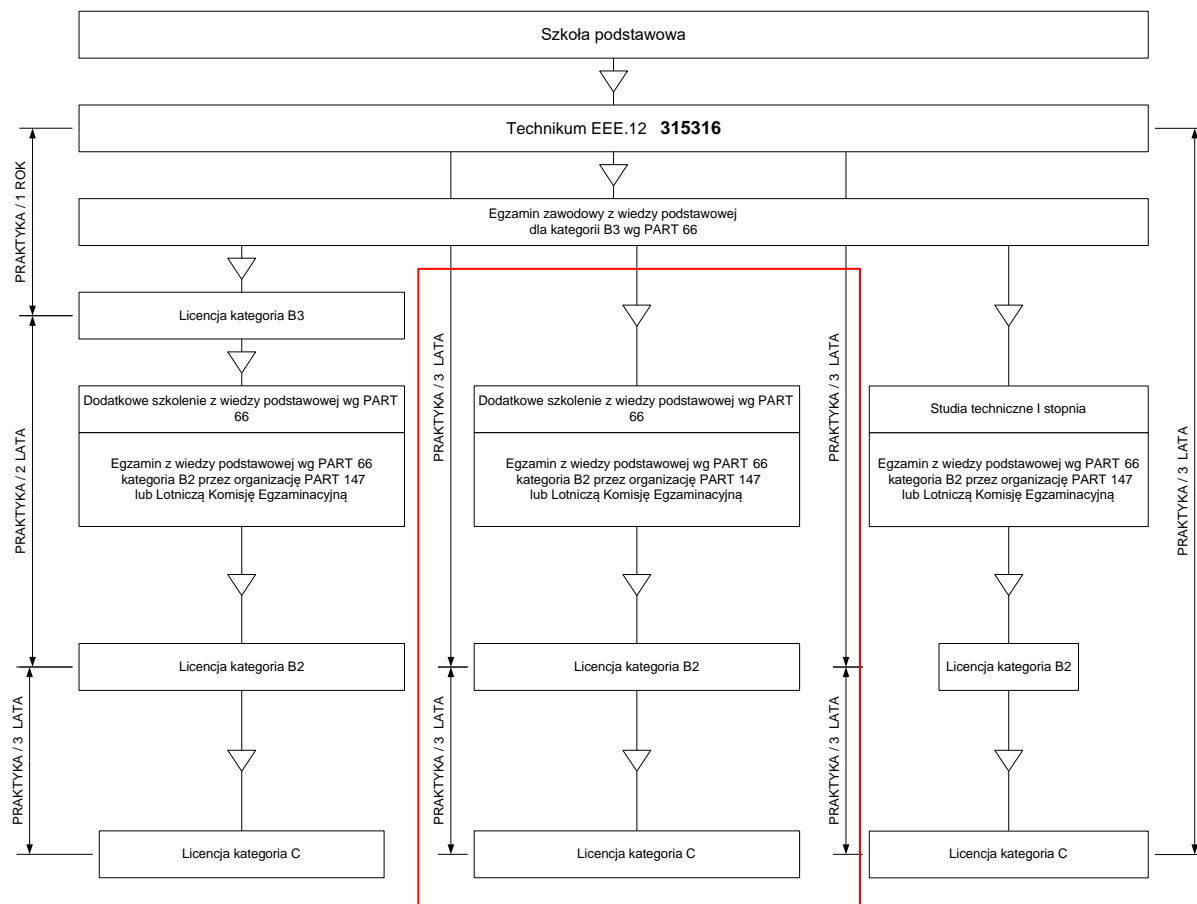 Szkoła podstawowa
Technikum EEE.12 315316
PRAKTYKA / 1 ROK
Egzamin zawodowy z wiedzy podstawowej
dla kategorii B3 wg PART 66
Licencja kategoria B3
PRAKTYKA / 2 LATA
Dodatkowe szkolenie z wiedzy podstawowej wg PART
66
Egzamin z wiedzy podstawowej wg PART 66
kategoria B2 przez organizację PART 147
lub Lotniczą Komisję Egzaminacyjną
Licencja kategoria B2
PRAKTYKA / 3 LATA
Licencja kategoria C
PRAKTYKA / 3 LATA
Dodatkowe szkolenie z wiedzy podstawowej wg PART
66
Egzamin z wiedzy podstawowej wg PART 66
kategoria B2 przez organizację PART 147
lub Lotniczą Komisję Egzaminacyjną
Licencja kategoria B2
PRAKTYKA / 3 LATA
Licencja kategoria C
PRAKTYKA / 3 LATA
Studia techniczne I stopnia
Egzamin z wiedzy podstawowej wg PART 66
kategoria B2 przez organizację PART 147
lub Lotniczą Komisję Egzaminacyjną
Licencja kategoria B2
PRAKTYKA / 3 LATA
Licencja kategoria C
PRAKTYKA / 3 LATA